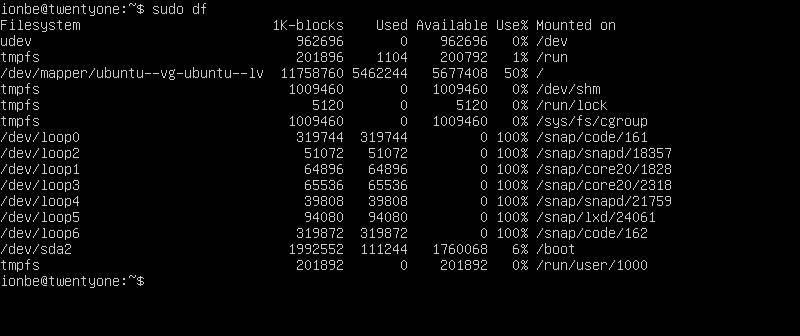 ionbe@twentyone:~$ sudo df
Filesystem                        1K-blocks    Used Available Use% Mounted on
udev                                 962696       0    962696   0% /dev
tmpfs                                201896    1104    200792   1% /run
/dev/mapper/ubuntu--vg-ubuntu--lv  11758760 5462244   5677408  50% /
tmpfs                               1009460       0   1009460   0% /dev/shm
tmpfs                                  5120       0      5120   0% /run/lock
tmpfs                               1009460       0   1009460   0% /sys/fs/cgroup
/dev/loop0                           319744  319744         0 100% /snap/code/161
/dev/loop2                            51072   51072         0 100% /snap/snapd/18357
/dev/loop1                            64896   64896         0 100% /snap/core20/1828
/dev/loop3                            65536   65536         0 100% /snap/core20/2318
/dev/loop4                            39808   39808         0 100% /snap/snapd/21759
/dev/loop5                            94080   94080         0 100% /snap/lxd/24061
/dev/loop6                           319872  319872         0 100% /snap/code/162
/dev/sda2                           1992552  111244   1760068   6% /boot
tmpfs                                201892       0    201892   0% /run/user/1000
ionbe@twentyone:~$